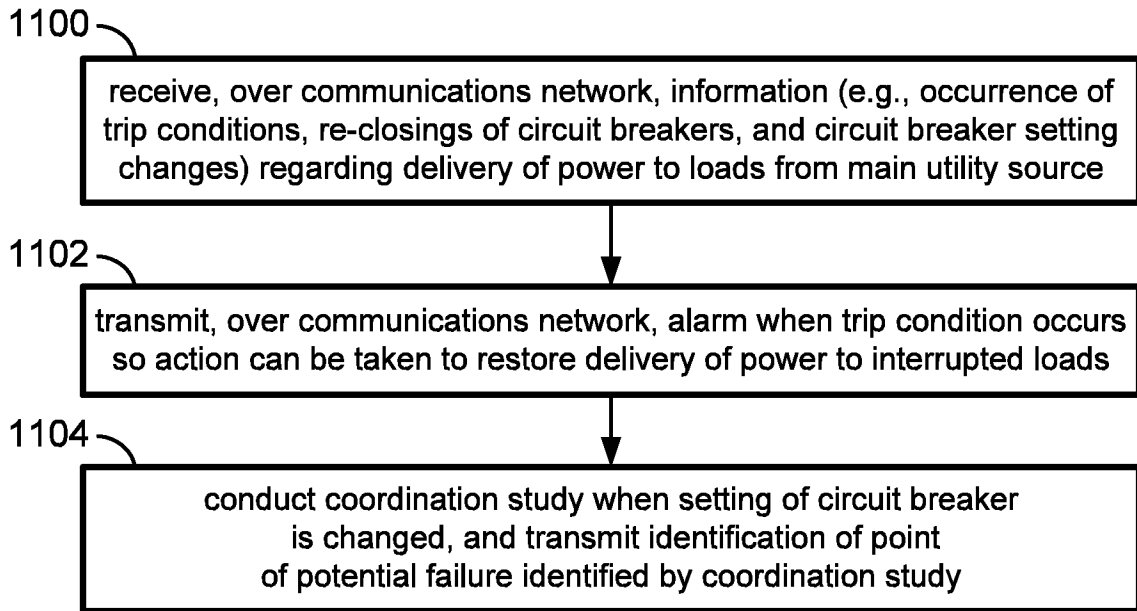 1100
receive, over communications network, information (e.g., occurrence of
trip conditions, re-closings of circuit breakers, and circuit breaker setting
changes) regarding delivery of power to loads from main utility source
1102
transmit, over communications network, alarm when trip condition occurs
so action can be taken to restore delivery of power to interrupted loads
1104
conduct coordination study when setting of circuit breaker
is changed, and transmit identification of point
of potential failure identified by coordination study